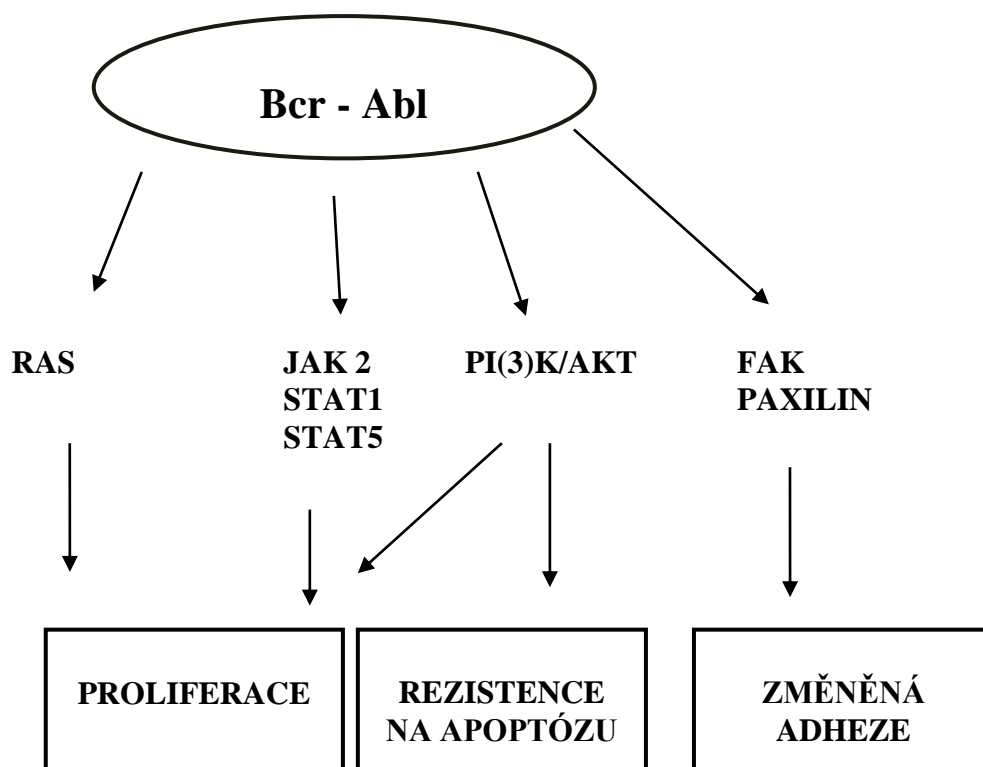 Bcr - Abl
RAS
JAK 2
STAT1
STAT5
PI(3)K/AKT
FAK
PAXILIN
PROLIFERACE
REZISTENCE
NA APOPTÓZU
ZMĚNĚNÁ
ADHEZE